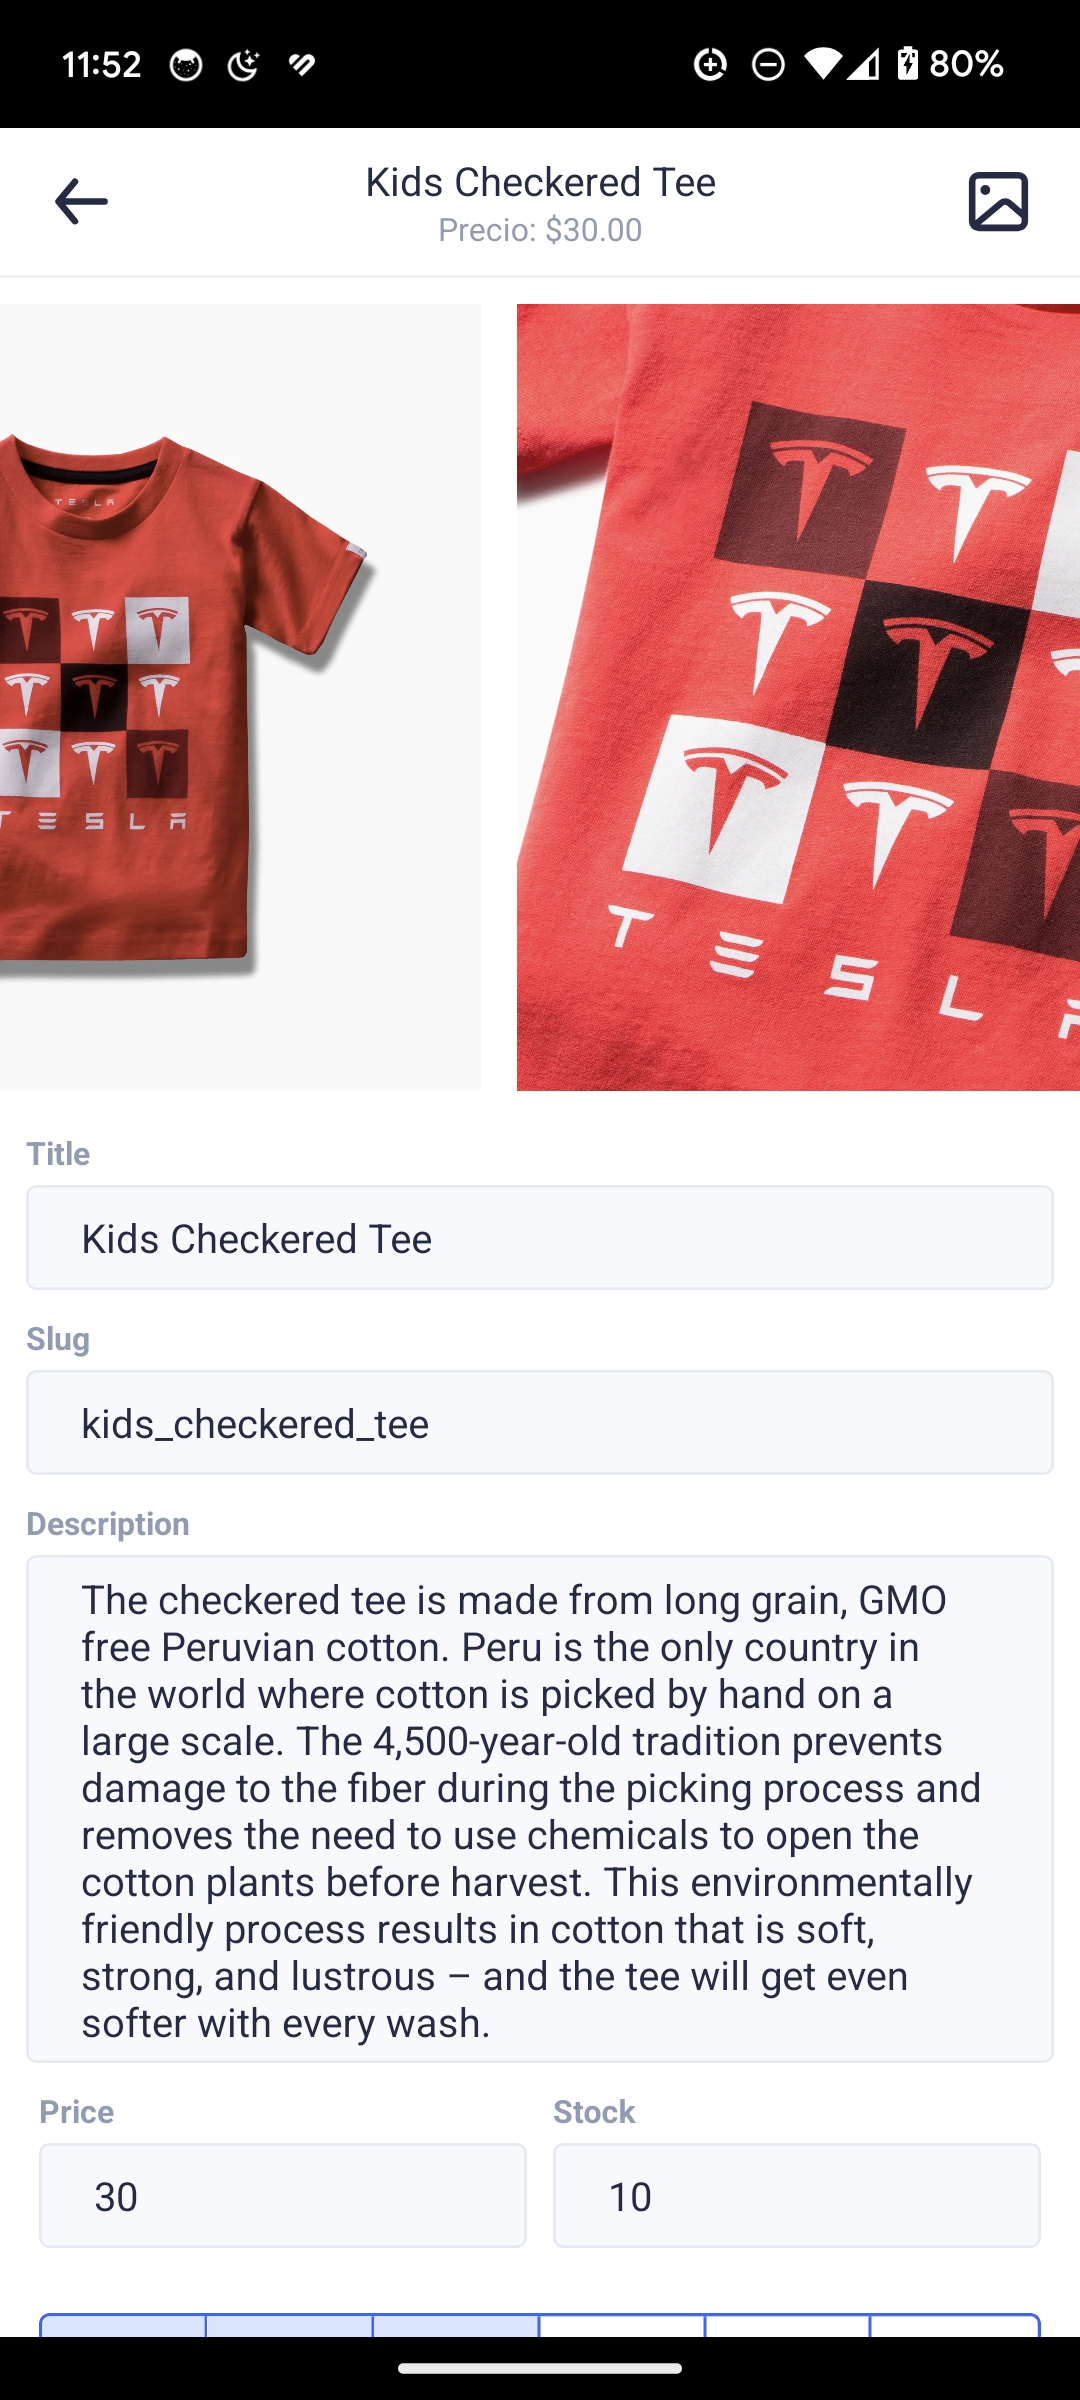 11:52
80%
Kids Checkered Tee
Precio: $30.00
TESLA
TESLA
TESLA
Title
Kids Checkered Tee
Slug
kids_checkered_tee
Description
The checkered tee is made from long grain, GMO
free Peruvian cotton. Peru is the only country in
the world where cotton is picked by hand on a
large scale. The 4,500-year-old tradition prevents
damage to the fiber during the picking process and
removes the need to use chemicals to open the
cotton plants before harvest. This environmentally
friendly process results in cotton that is soft,
strong, and lustrous – and the tee will get even
softer with every wash.
Price
Stock
30
10